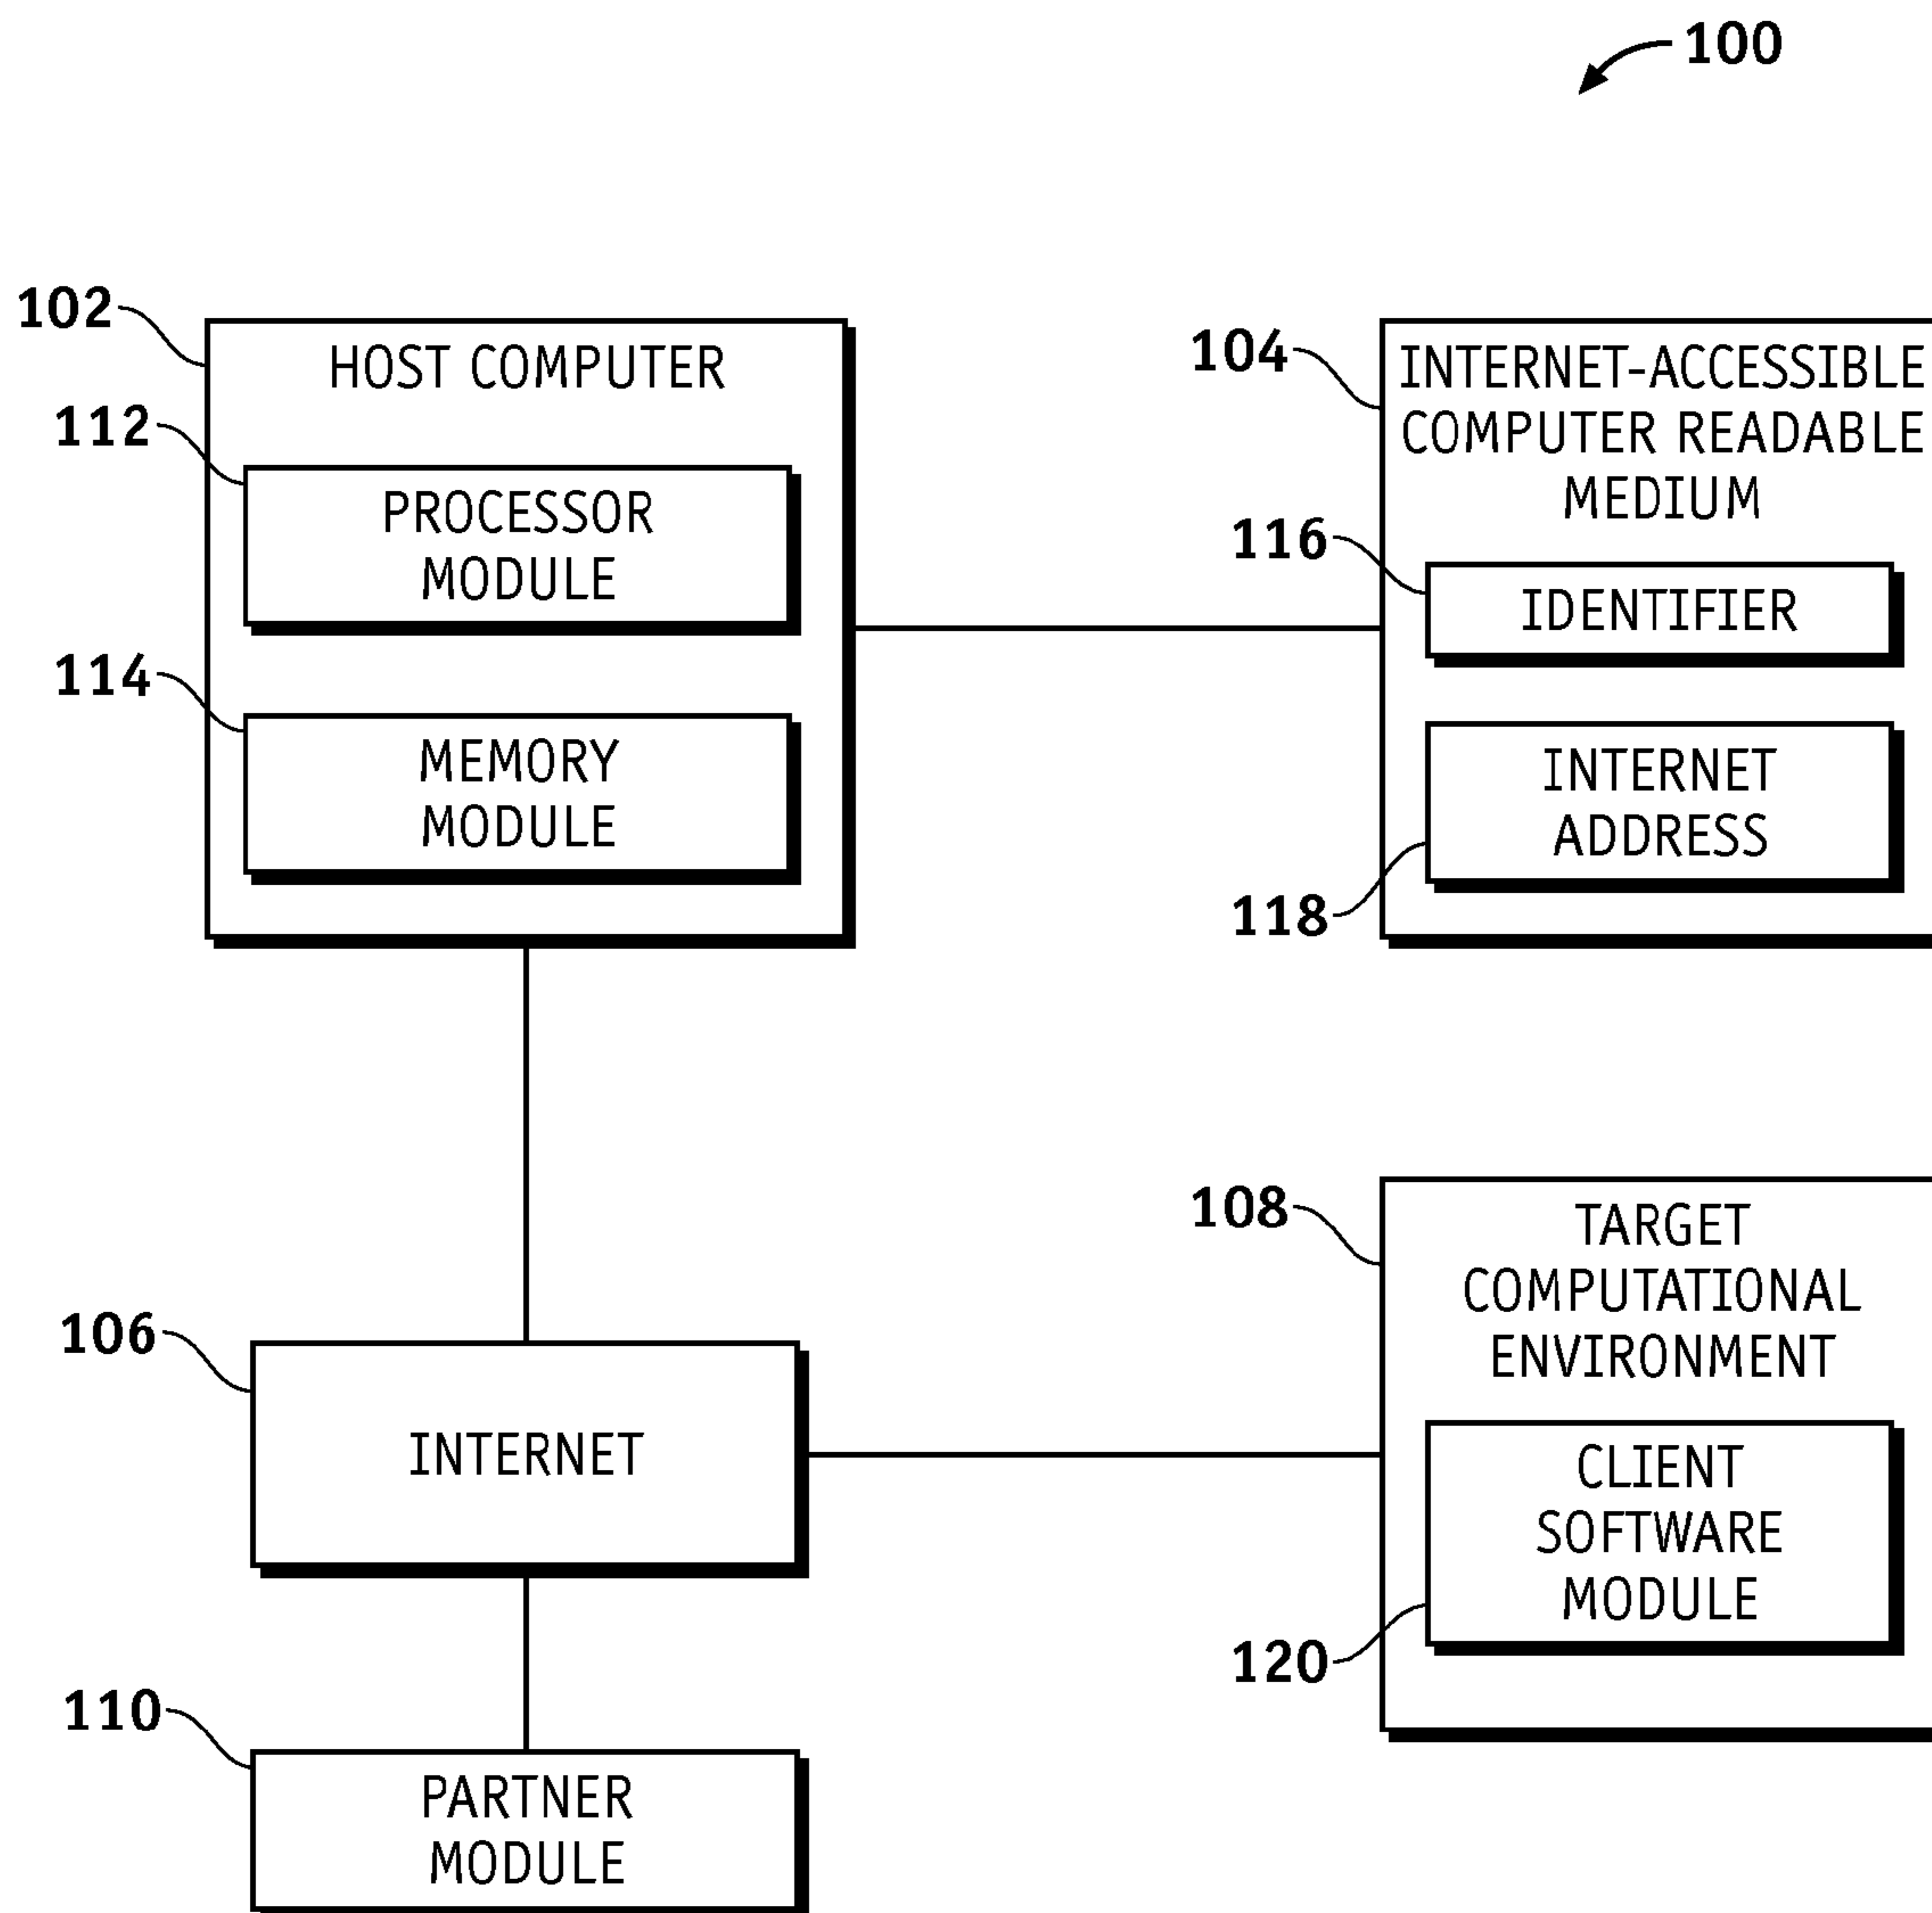 100
102
HOST COMPUTER
112
PROCESSOR
MODULE
114
MEMORY
MODULE
104
INTERNET-ACCESSIBLE
COMPUTER READABLE
MEDIUM
116
IDENTIFIER
INTERNET
ADDRESS
118
106
INTERNET
108
TARGET
COMPUTATIONAL
ENVIRONMENT
CLIENT
SOFTWARE
MODULE
120
110
PARTNER
MODULE